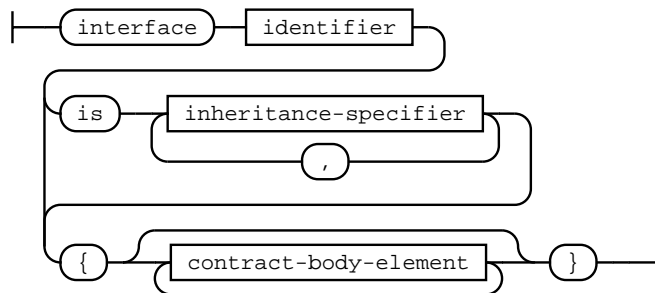 interface identifier
is inheritance-specifier
,
{ contract-body-element }